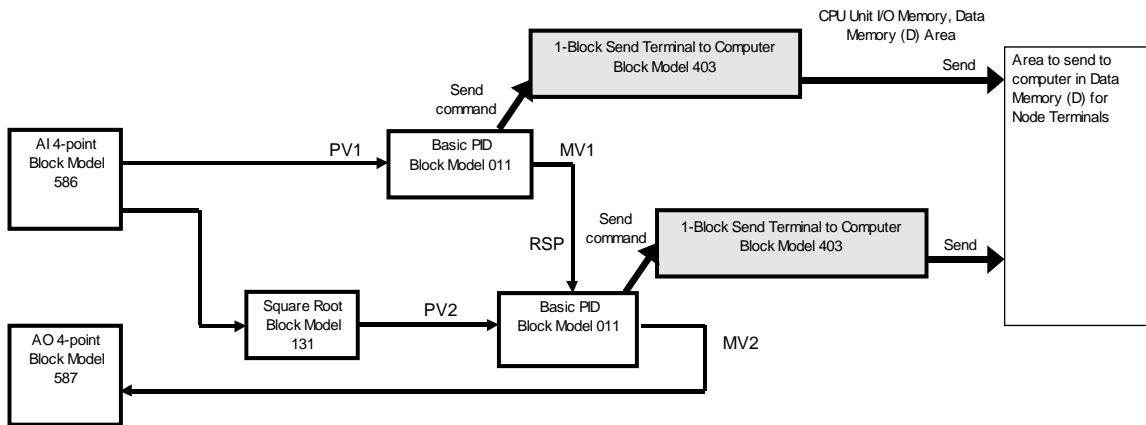 CPU Unit I/O Memory, Data
Memory (D) Area
1-Block Send Terminal to Computer
Block Model 403
Send
Area to send to
computer in Data
Memory (D) for
Node Terminals
Send
command
AI 4-point
Block Model
586
PV1
Basic PID
Block Model 011
MV1
Send
command
1-Block Send Terminal to Computer
Block Model 403
Send
RSP
Square Root
Block Model
131
PV2
Basic PID
Block Model 011
MV2
AO 4-point
Block Model
587